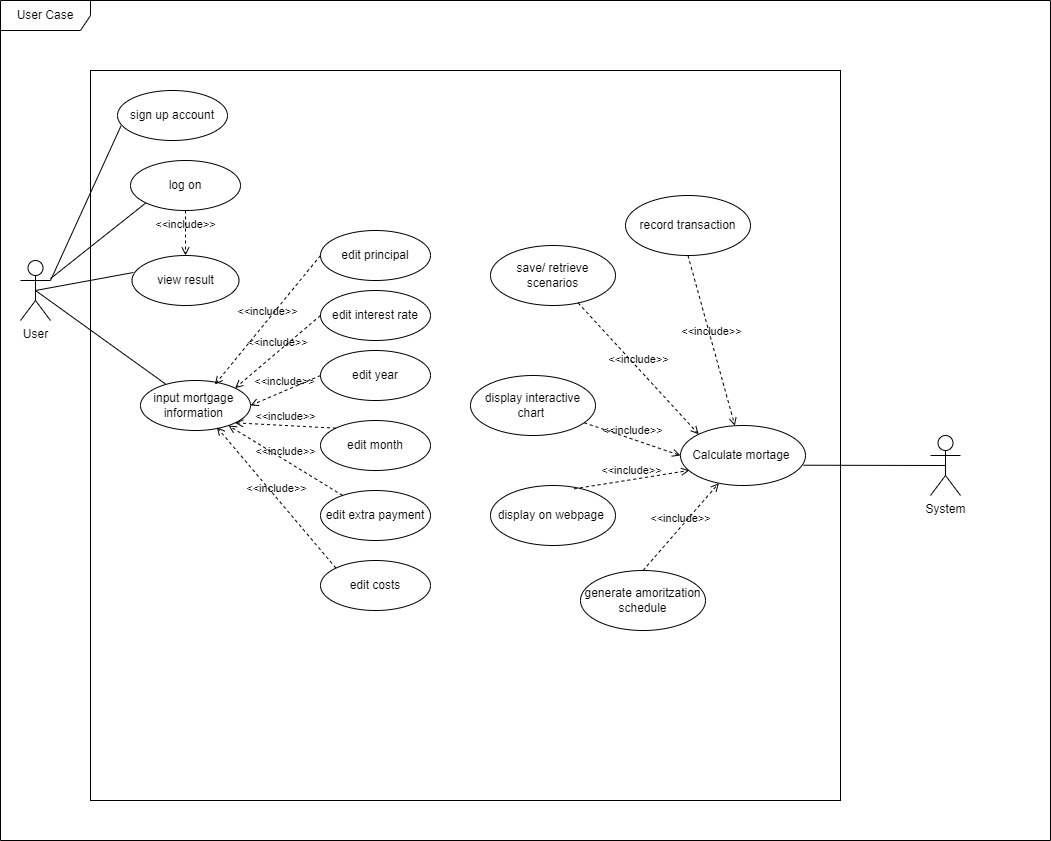 User Case
sign up account
log on
<<include>>
view result
User
input mortgage
information
edit principal
<<include>>
edit interest rate
<<include>>
edit year
<<include>>
<<include>>
edit month
<<include>>
edit extra payment
<<include>>
edit costs
record transaction
<<include>>
save/ retrieve
scenarios
<<include>>
display interactive
chart
<<include>>
Calculate mortage
<<include>>
display on webpage
<<include>>
generate amoritzation
schedule
System